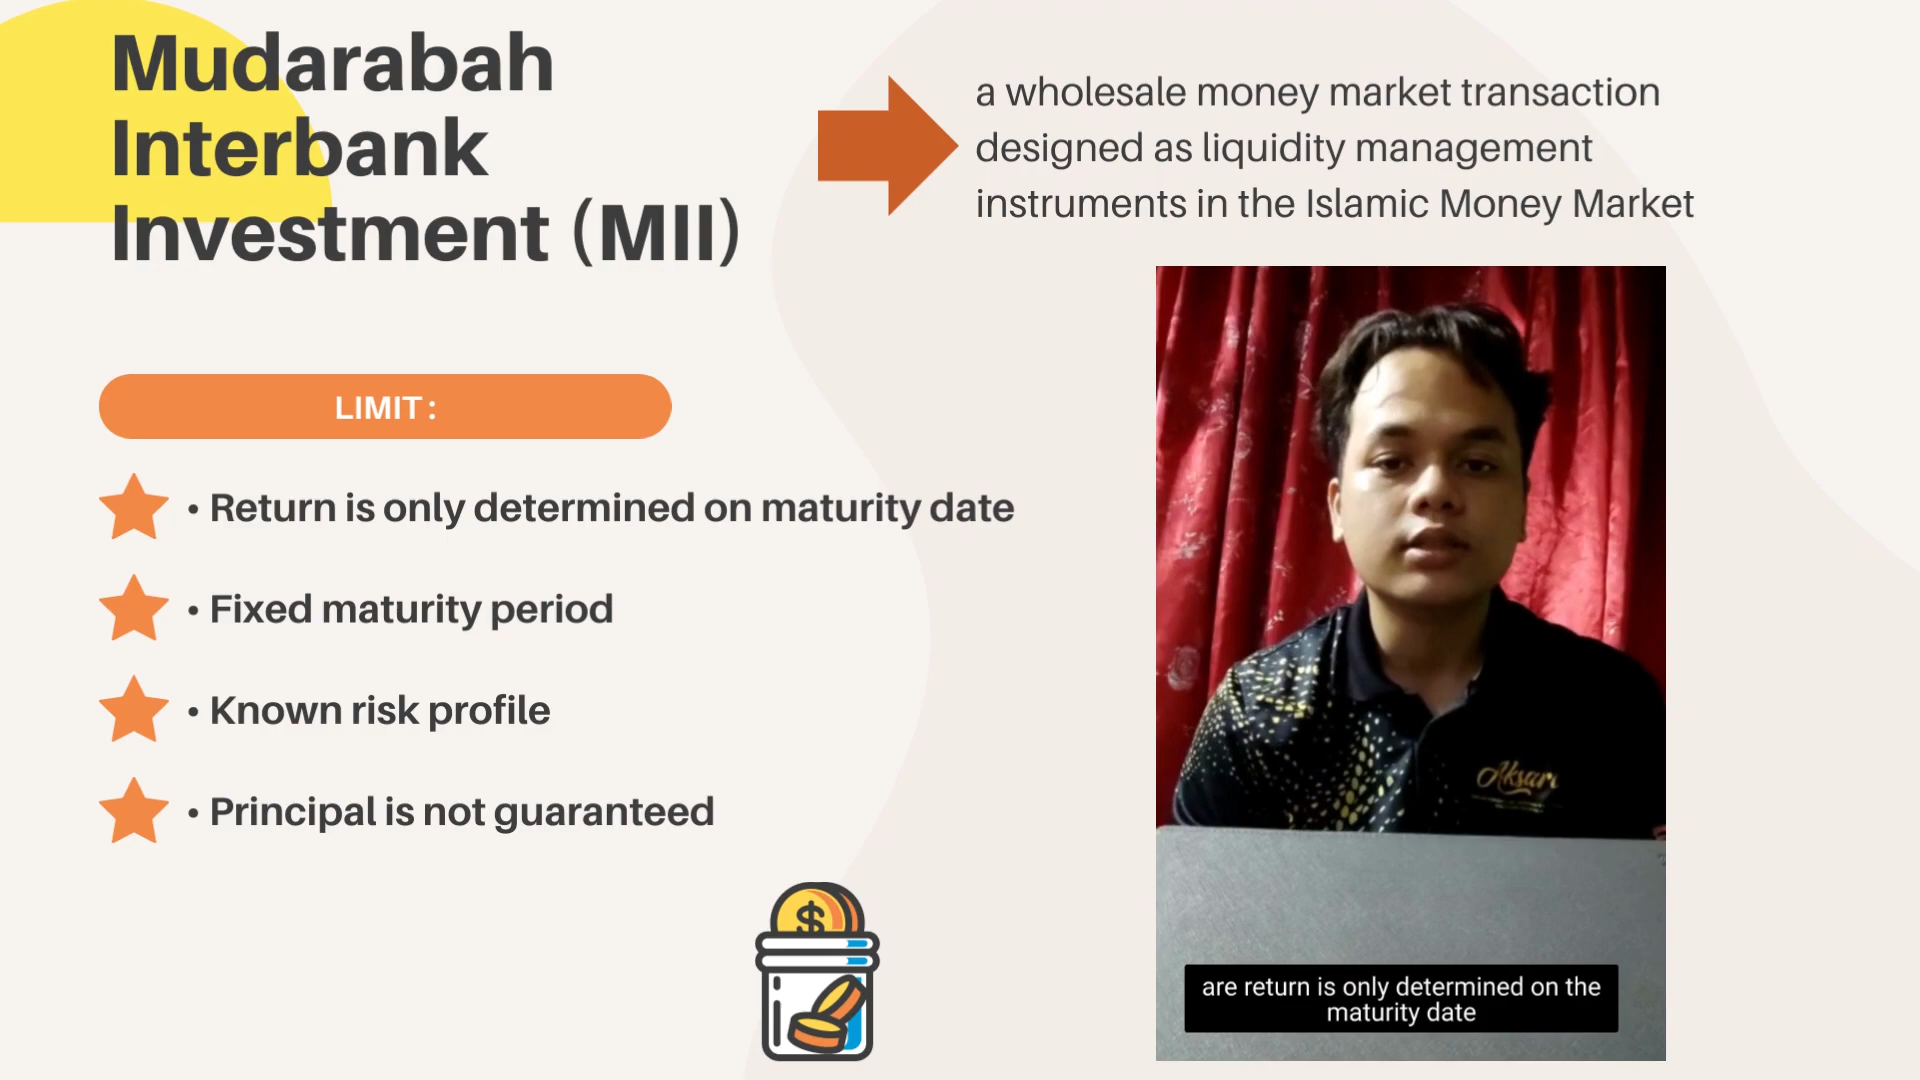 Mudarabah
Interbank
Investment (MII)
a wholesale money market transaction
designed as liquidity management
instruments in the Islamic Money Market
LIMIT :
• Return is only determined on maturity date
• Fixed maturity period
• Known risk profile
• Principal is not guaranteed
$
Aksari
are return is only determined on the
maturity date